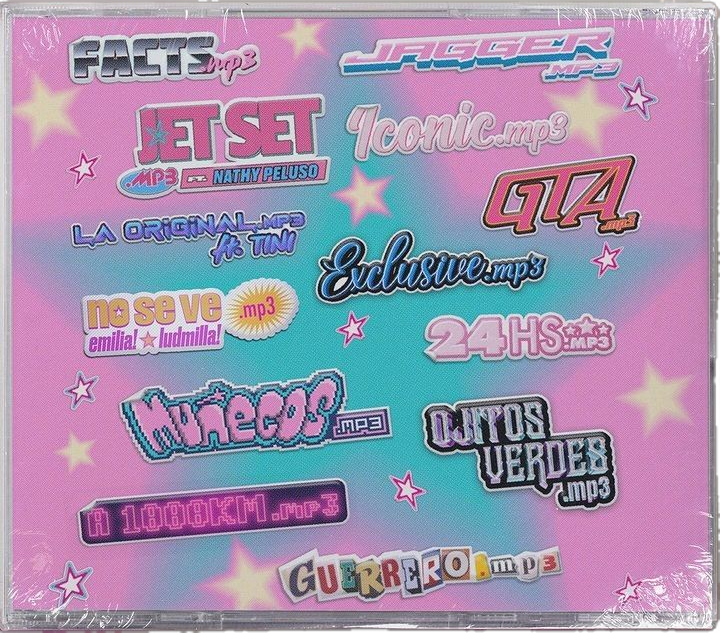 FACTS.mp3
JAGGER
.MP3
JET SET
.MP3 FT. NATHY PELUSO
Iconic.mp3
GTA
.mp3
LA ORIGINAL.MP3
ft. TINI
Exclusive.mp3
no se ve
.mp3
emilia! ludmilla!
24HS.MP3
MUÑECOS
.MP3
OJITOS
VERDES
.mp3
A 1000KM.mp3
GUERRERO.mp3